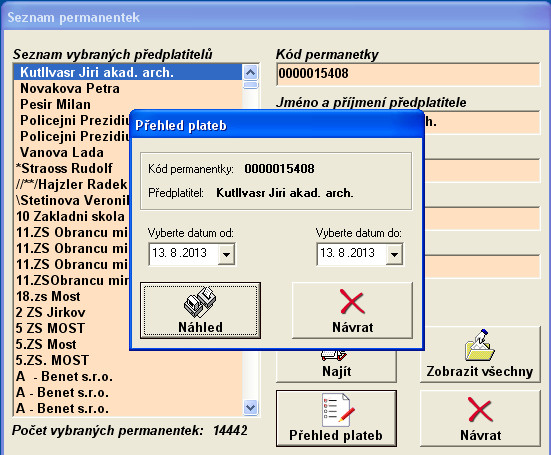 Seznam permanentek
Seznam vybraných předplatitelů
Kutllvasr Jiri akad. arch.
Novakova Petra
Pesir Milan
Policejni Prezidiu
Policejni Prezidiu
Vanova Lada
*Straoss Rudolf
//**/Hajzler Radek
\Stetinova Veronil
10 Zakladni skola
11.ZS Obrancu mi
11.ZS Obrancu mi
11.ZS Obrancu mi
11.ZSObrancu mi
18.zs Most
2 ZS Jirkov
5 ZS MOST
5.ZS Most
5.ZS. MOST
A - Benet s.r.o.
A - Benet s.r.o.
A - Benet s.r.o.
Počet vybraných permanentek: 14442
Kód permanetky
0000015408
Jméno a příjmení předplatitele
h.
Přehled plateb
Kód permanentky: 0000015408
Předplatitel: Kutllvasr Jiri akad. arch.
Vyberte datum od: Vyberte datum do:
13. 8 .2013 13. 8 .2013
Náhled Návrat
Najít Zobrazit všechny
Přehled plateb Návrat